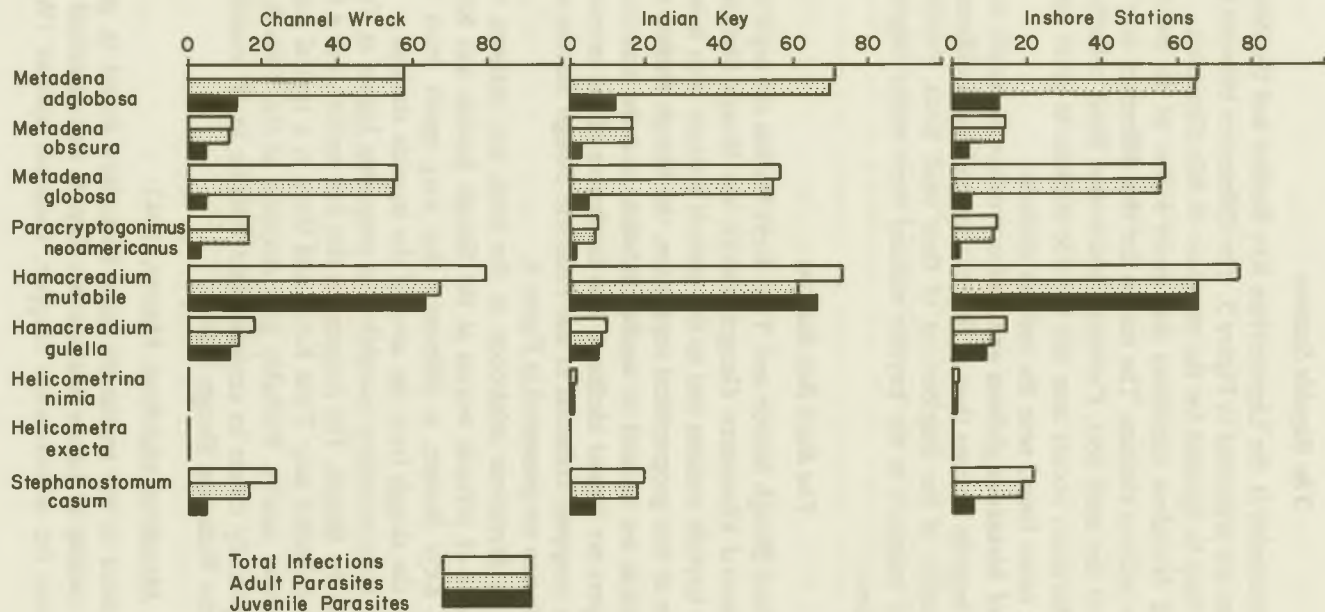 Channel Wreck
Indian Key
Inshore Stations
0 20 40 60 80
0 20 40 60 80
0 20 40 60 80
Metadena
adglobosa
Metadena
obscura
Metadena
globosa
Paracryptogonimus
neoamericanus
Hamacreadium
mutabile
Hamacreadium
gulella
Helicometrina
nimia
Helicometra
execta
Stephanostomum
casum
Total Infections
Adult Parasites
Juvenile Parasites